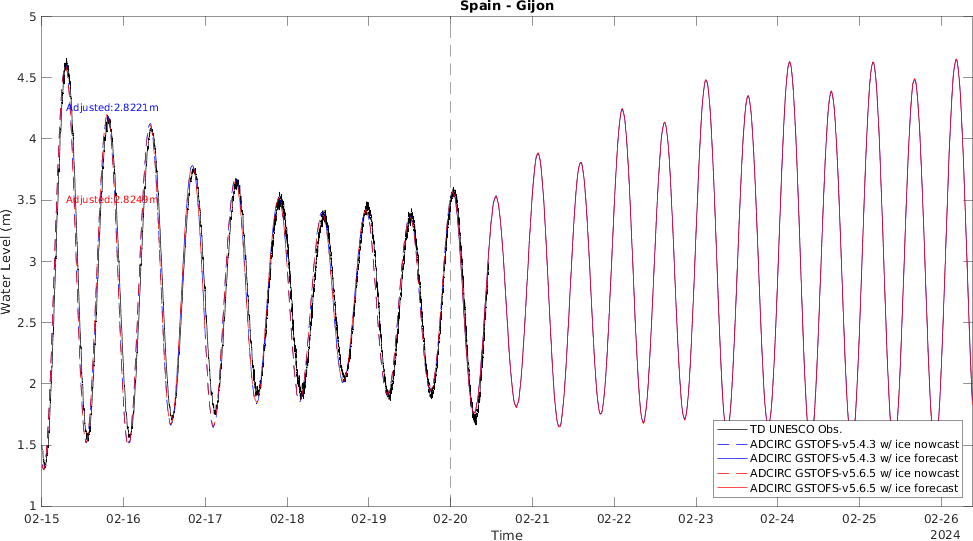 Spain - Gijon
Water Level (m)
5
4.5
4
3.5
3
2.5
2
1.5
1
Adjusted:2.8221m
Adjusted:2.8249m
TD UNESCO Obs.
ADCIRC GSTOFS-v5.4.3 w/ ice nowcast
ADCIRC GSTOFS-v5.4.3 w/ ice forecast
ADCIRC GSTOFS-v5.6.5 w/ ice nowcast
ADCIRC GSTOFS-v5.6.5 w/ ice forecast
02-15 02-16 02-17 02-18 02-19 02-20 02-21 02-22 02-23 02-24 02-25 02-26
Time
2024